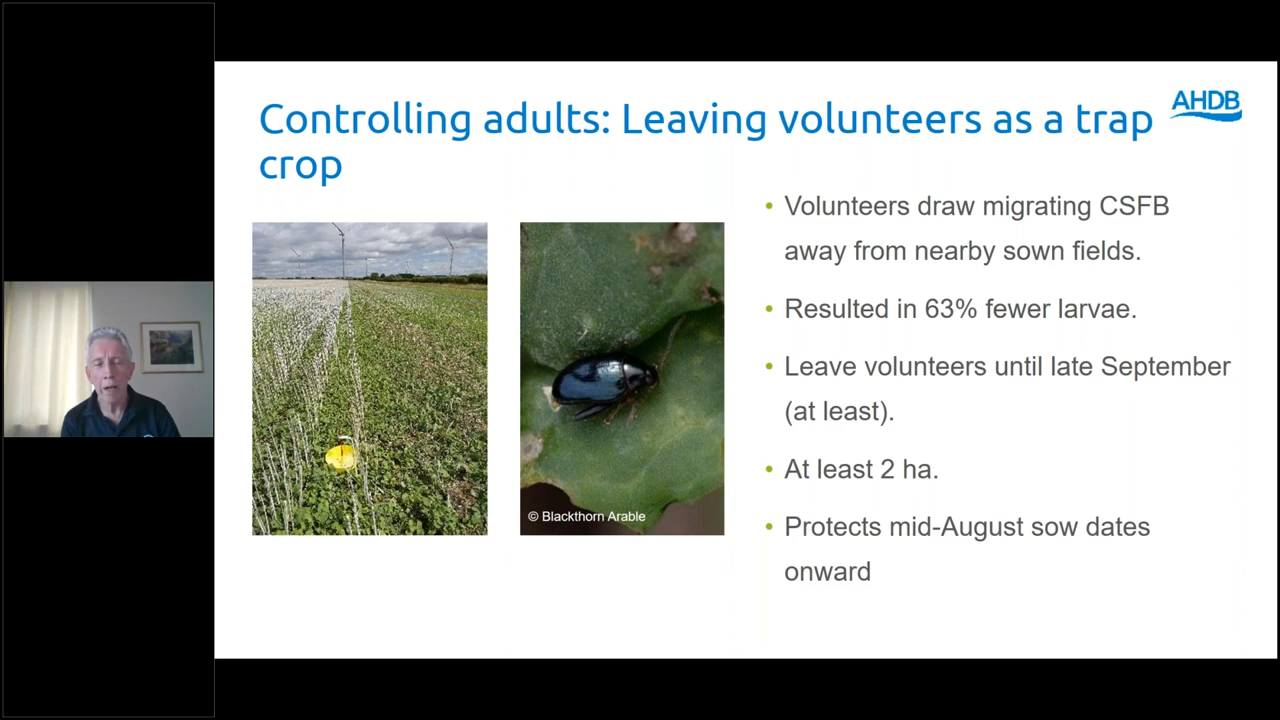 Controlling adults: Leaving volunteers as a trap
crop
AHDB
• Volunteers draw migrating CSFB
away from nearby sown fields.
• Resulted in 63% fewer larvae.
• Leave volunteers until late September
(at least).
• At least 2 ha.
• Protects mid-August sow dates
onward
© Blackthorn Arable